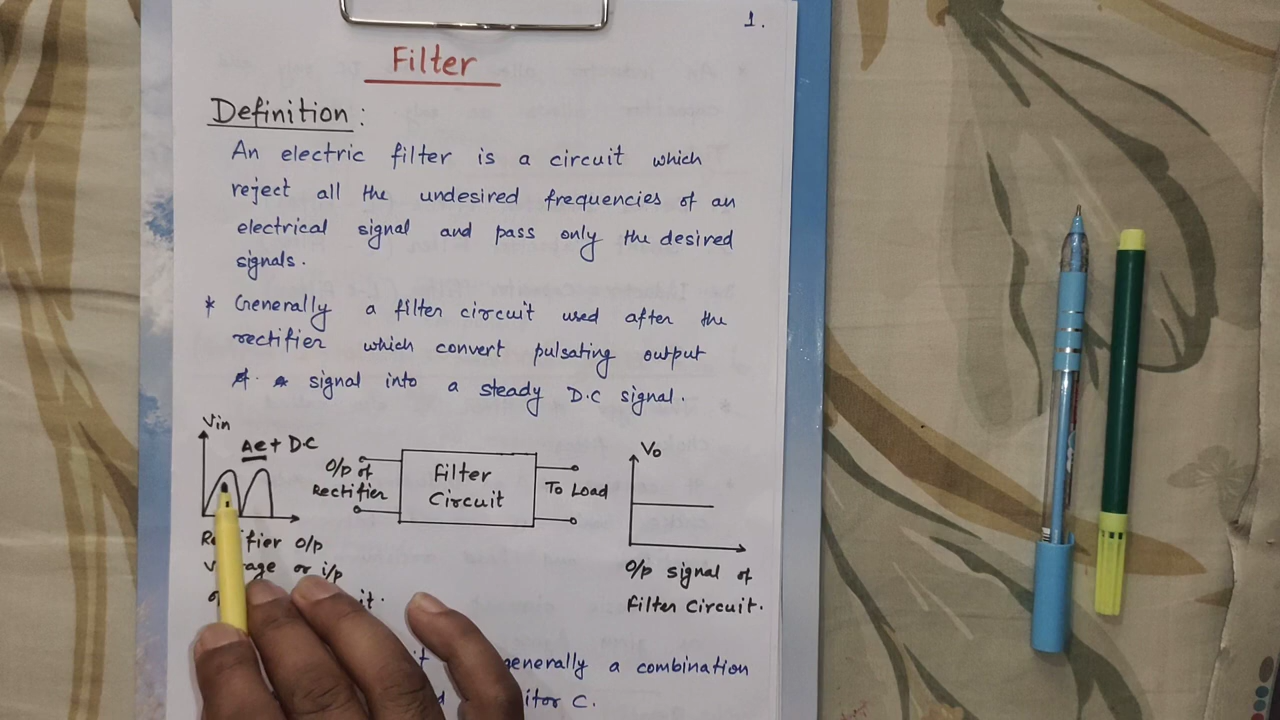 1.
Filter
Definition :
An electric filter is a circuit which
reject all the undesired frequencies of an
electrical signal and pass only the desired
signals.
* Generally a filter circuit used after the
rectifier which convert pulsating output
signal into a steady D.C signal.
Vin
AC + D.C
O/p of
Rectifier
Filter
Circuit
To Load
Vo
Rectifier O/p
or i/p
O/p signal of
Filter Circuit.
generally a combination
C.